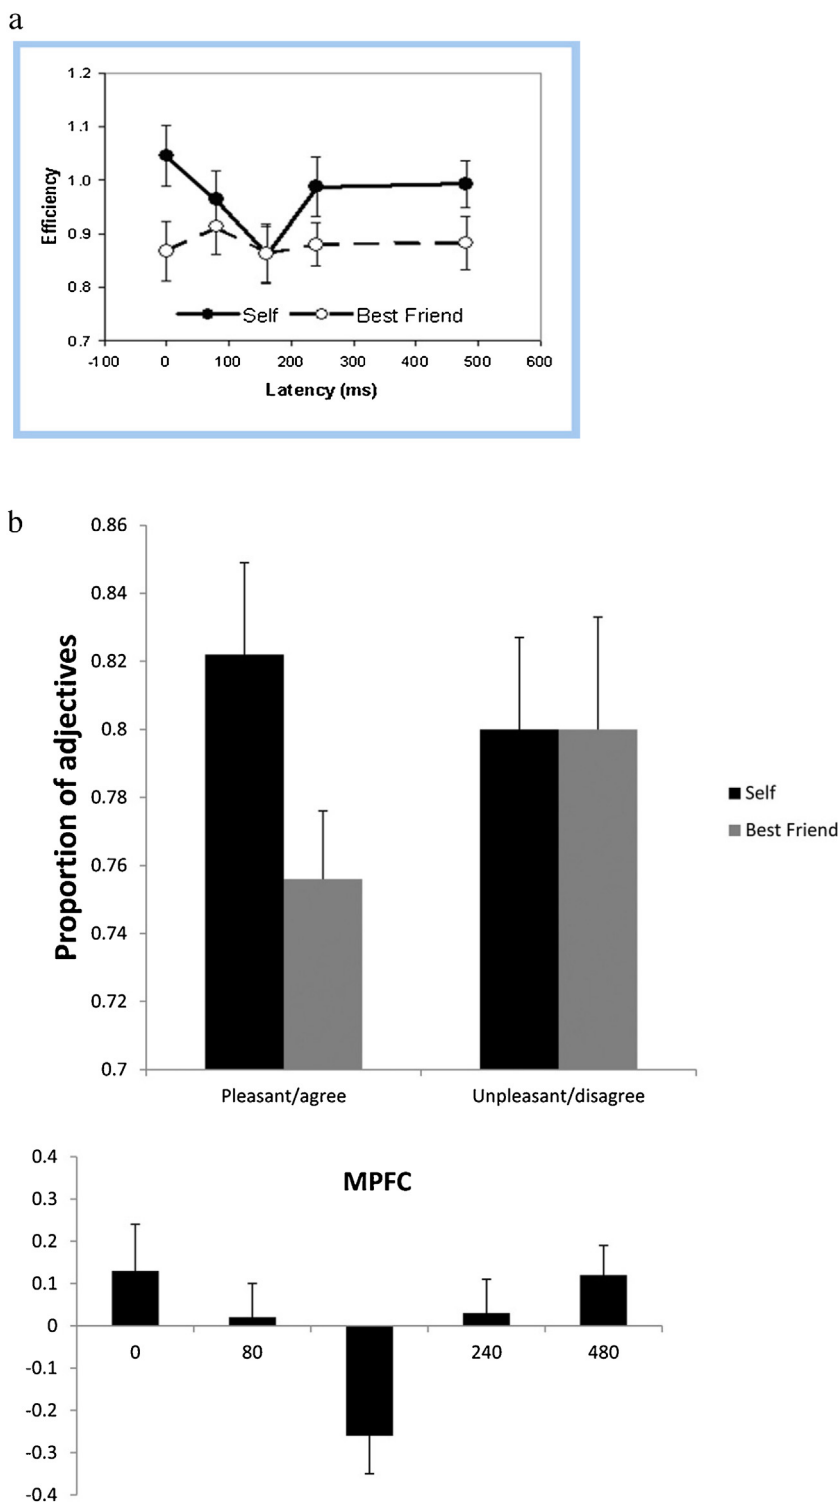 a
1.2
1.1
1.0
0.9
0.8
0.7
Efficiency
Self Best Friend
-100 0 100 200 300 400 500 600
Latency (ms)
b
0.86
0.84
0.82
0.8
0.78
0.76
0.74
0.72
0.7
Proportion of adjectives
Self
Best Friend
Pleasant/agree Unpleasant/disagree
MPFC
0.4
0.3
0.2
0.1
0
-0.1
-0.2
-0.3
-0.4
0 80 240 480